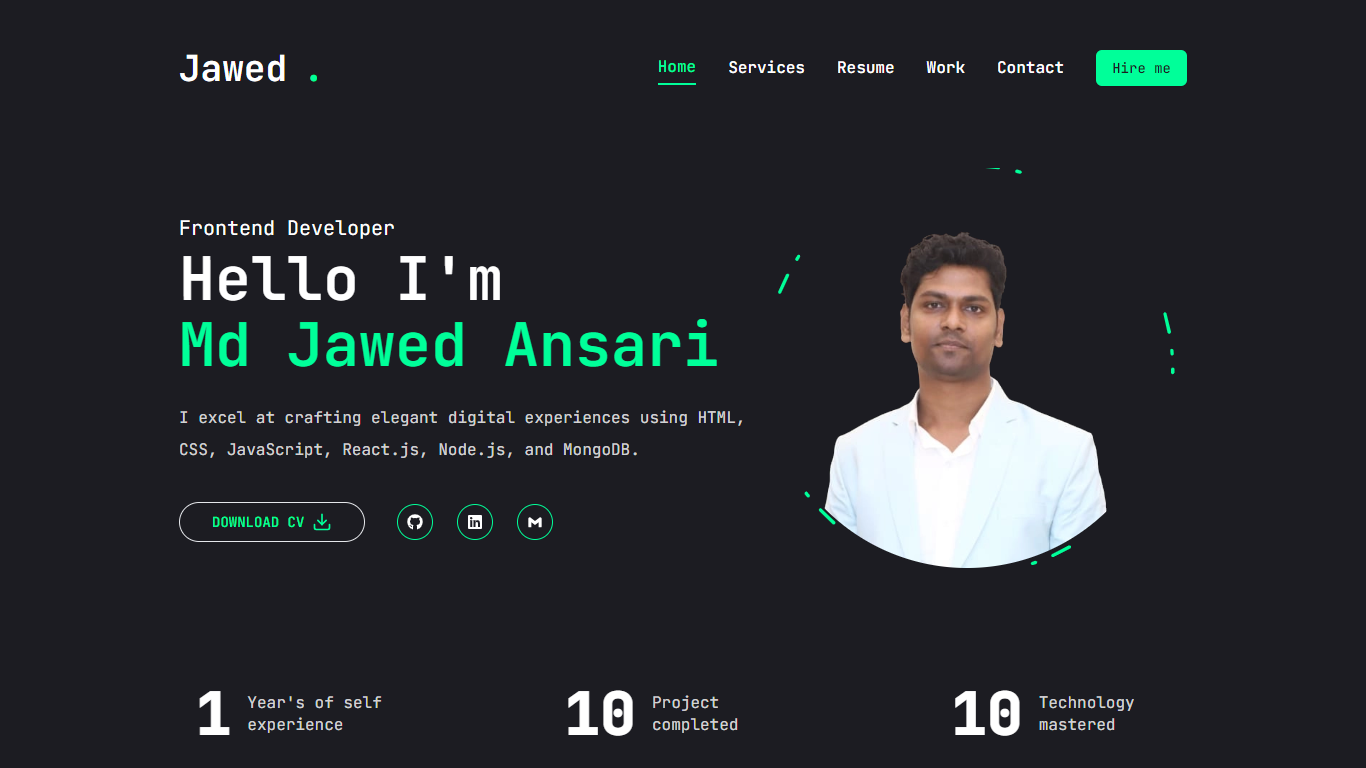 Jawed .
Home Services Resume Work Contact Hire me
Frontend Developer
Hello I'm
Md Jawed Ansari
I excel at crafting elegant digital experiences using HTML,
CSS, JavaScript, React.js, Node.js, and MongoDB.
DOWNLOAD CV
1 Year's of self
experience
10 Project
completed
10 Technology
mastered